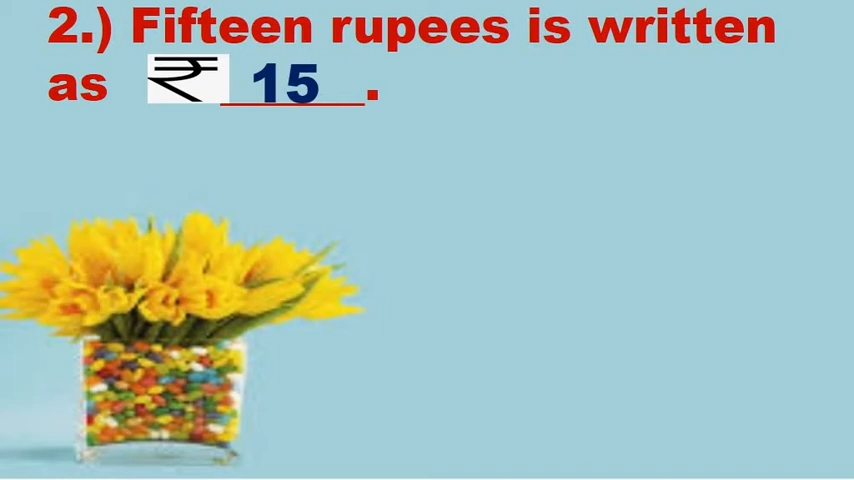 2.) Fifteen rupees is written
as ₹ 15.